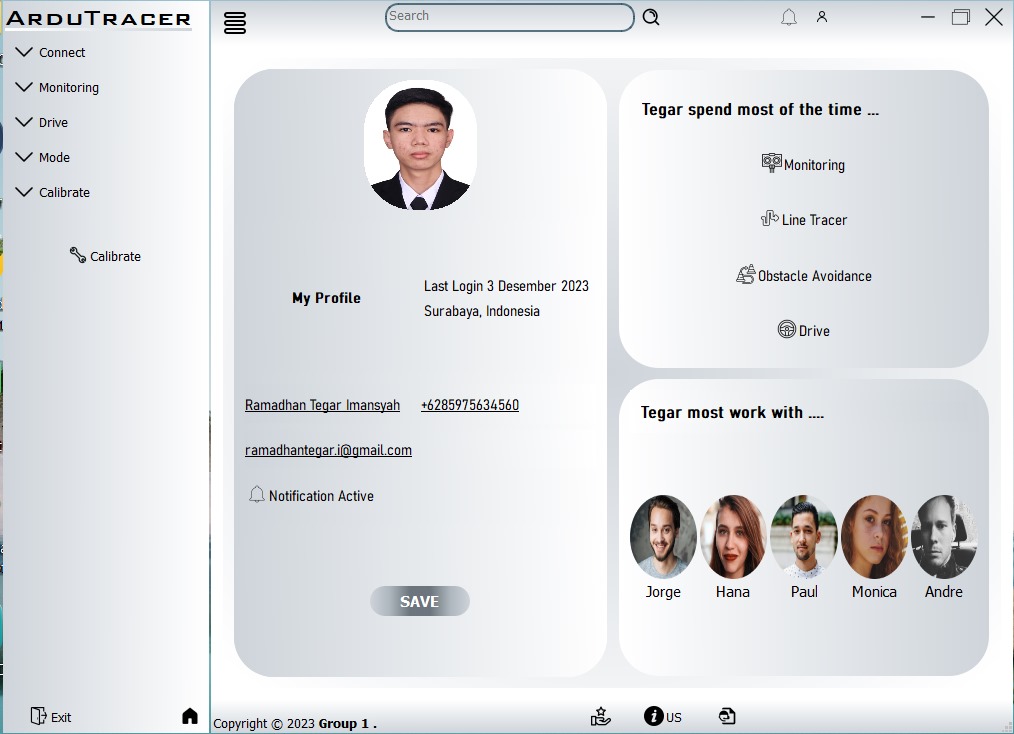 ARDUTRACER
Search
Connect
Monitoring
Drive
Mode
Calibrate
Calibrate
My Profile
Last Login 3 Desember 2023
Surabaya, Indonesia
Ramadhan Tegar Imansyah
+6285975634560
ramadhantegar.i@gmail.com
Notification Active
SAVE
Tegar spend most of the time ...
Monitoring
Line Tracer
Obstacle Avoidance
Drive
Tegar most work with ....
Jorge Hana Paul Monica Andre
Exit
Copyright © 2023 Group 1 .
US